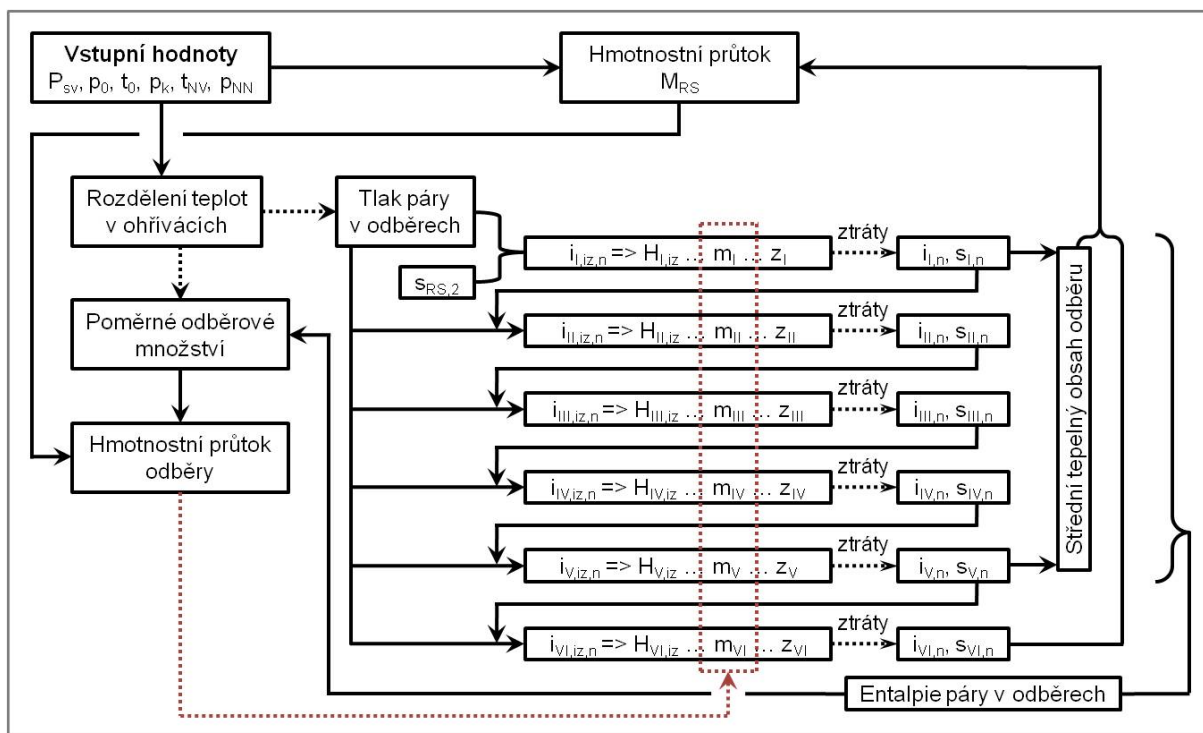 Vstupní hodnoty
P_sv, p_0, t_0, p_k, t_NV, p_NN
Hmotnostní průtok
M_RS
Rozdělení teplot
v ohřívácích
Tlak páry
v odběrech
s_RS,2
Poměrné odběrové
množství
Hmotnostní průtok
odběry
i_I,iz,n => H_I,iz ... m_I ... z_I
ztráty
i_I,n, s_I,n
i_II,iz,n => H_II,iz ... m_II ... z_II
ztráty
i_II,n, s_II,n
i_III,iz,n => H_III,iz ... m_III ... z_III
ztráty
i_III,n, s_III,n
i_IV,iz,n => H_IV,iz ... m_IV ... z_IV
ztráty
i_IV,n, s_IV,n
i_V,iz,n => H_V,iz ... m_V ... z_V
ztráty
i_V,n, s_V,n
i_VI,iz,n => H_VI,iz ... m_VI ... z_VI
ztráty
i_VI,n, s_VI,n
Střední tepelný obsah odběru
Entalpie páry v odběrech